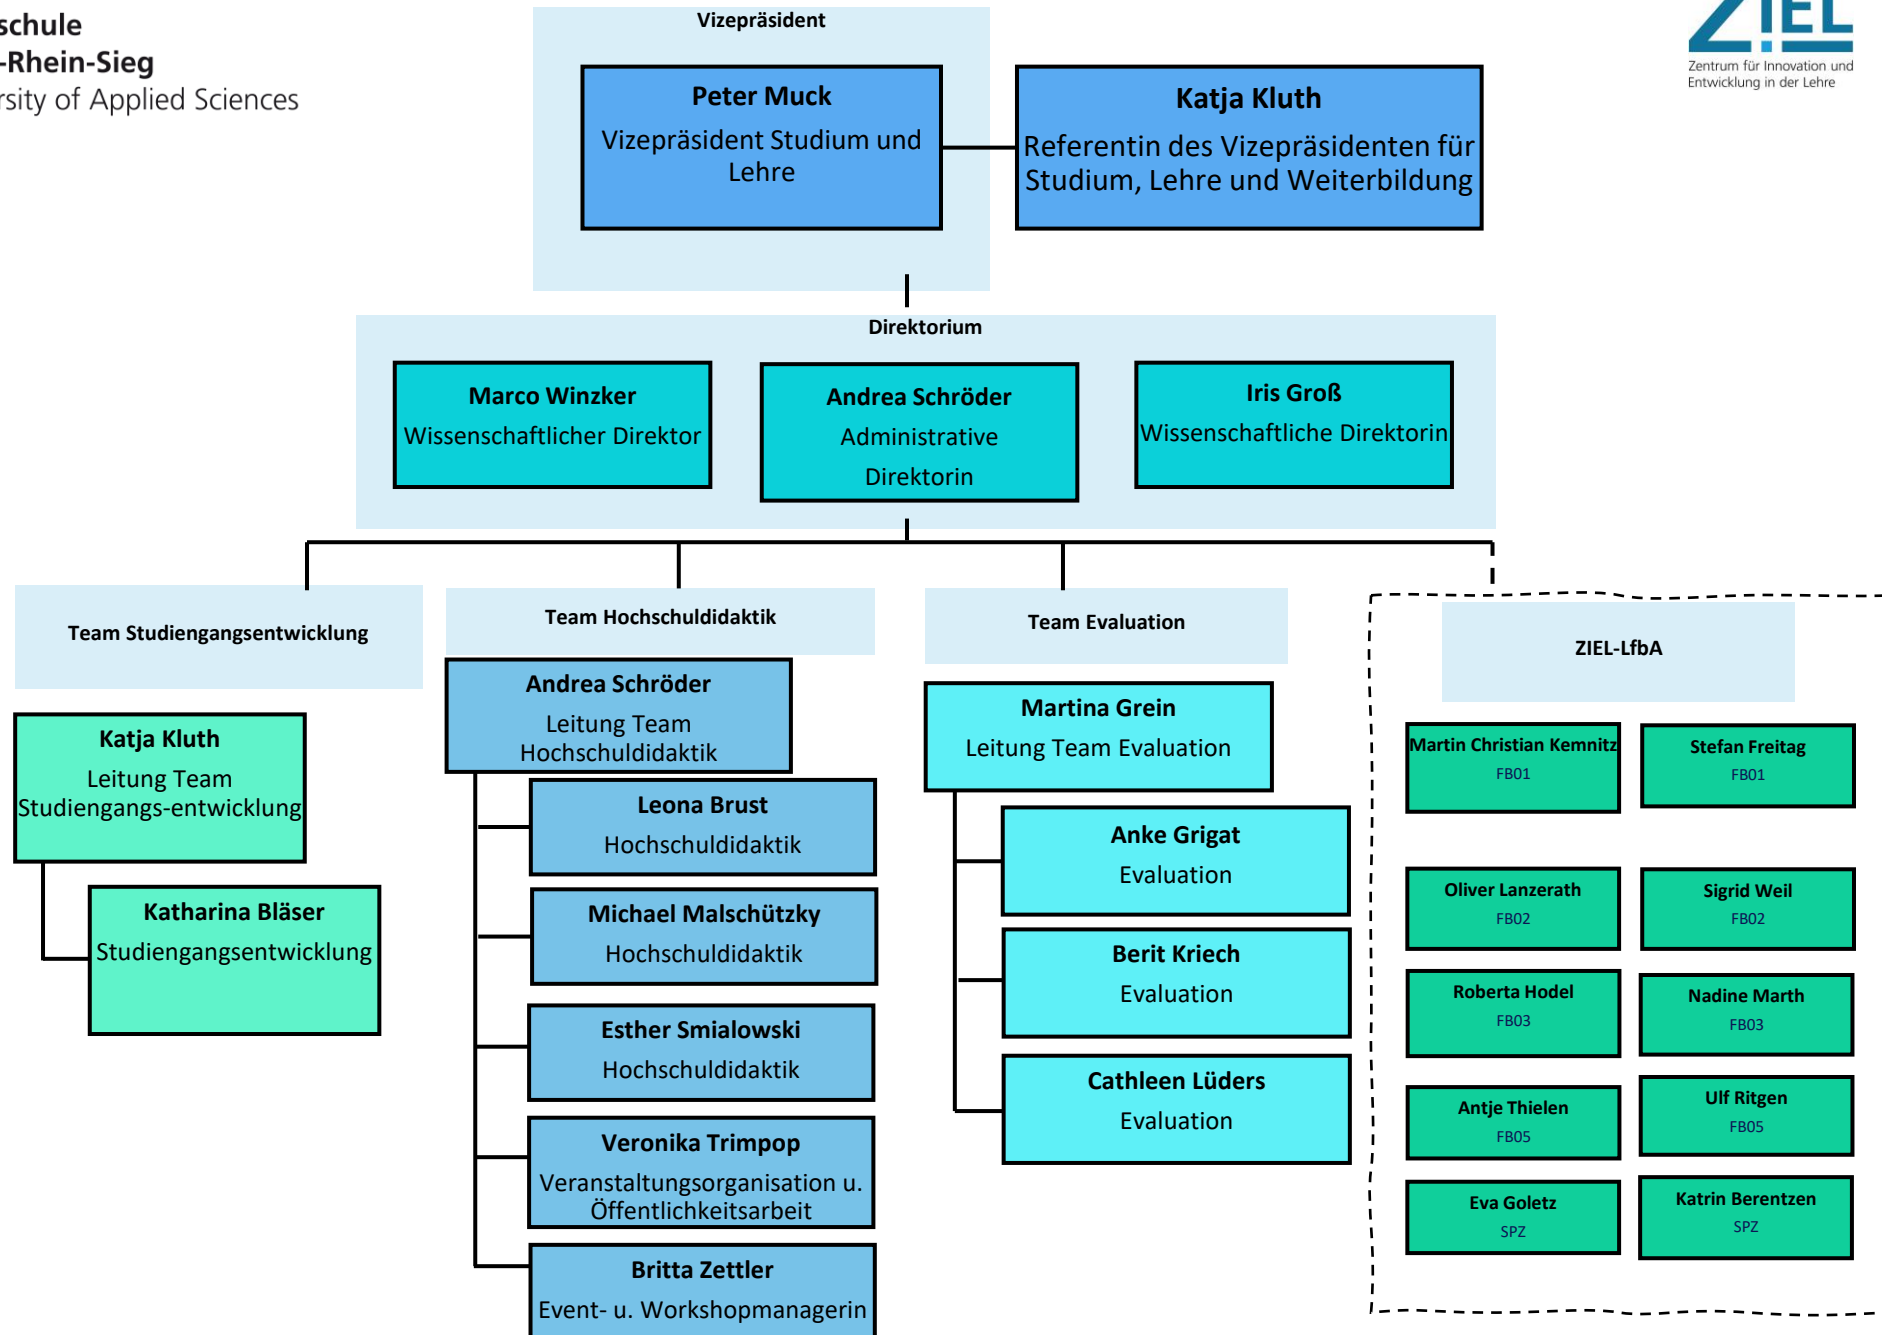 schule
-Rhein-Sieg
rsity of Applied Sciences
ZIEL
Zentrum für Innovation und
Entwicklung in der Lehre
Vizepräsident
Peter Muck
Vizepräsident Studium und
Lehre
Katja Kluth
Referentin des Vizepräsidenten für
Studium, Lehre und Weiterbildung
Direktorium
Marco Winzker
Wissenschaftlicher Direktor
Andrea Schröder
Administrative
Direktorin
Iris Groß
Wissenschaftliche Direktorin
Team Studiengangsentwicklung
Katja Kluth
Leitung Team
Studiengangs-entwicklung
Katharina Bläser
Studiengangsentwicklung
Team Hochschuldidaktik
Andrea Schröder
Leitung Team
Hochschuldidaktik
Leona Brust
Hochschuldidaktik
Michael Malschützky
Hochschuldidaktik
Esther Smialowski
Hochschuldidaktik
Veronika Trimpop
Veranstaltungsorganisation u.
Öffentlichkeitsarbeit
Britta Zettler
Event- u. Workshopmanagerin
Team Evaluation
Martina Grein
Leitung Team Evaluation
Anke Grigat
Evaluation
Berit Kriech
Evaluation
Cathleen Lüders
Evaluation
ZIEL-LfbA
Martin Christian Kemnitz
FB01
Stefan Freitag
FB01
Oliver Lanzerath
FB02
Sigrid Weil
FB02
Roberta Hodel
FB03
Nadine Marth
FB03
Antje Thielen
FB05
Ulf Ritgen
FB05
Eva Goletz
SPZ
Katrin Berentzen
SPZ